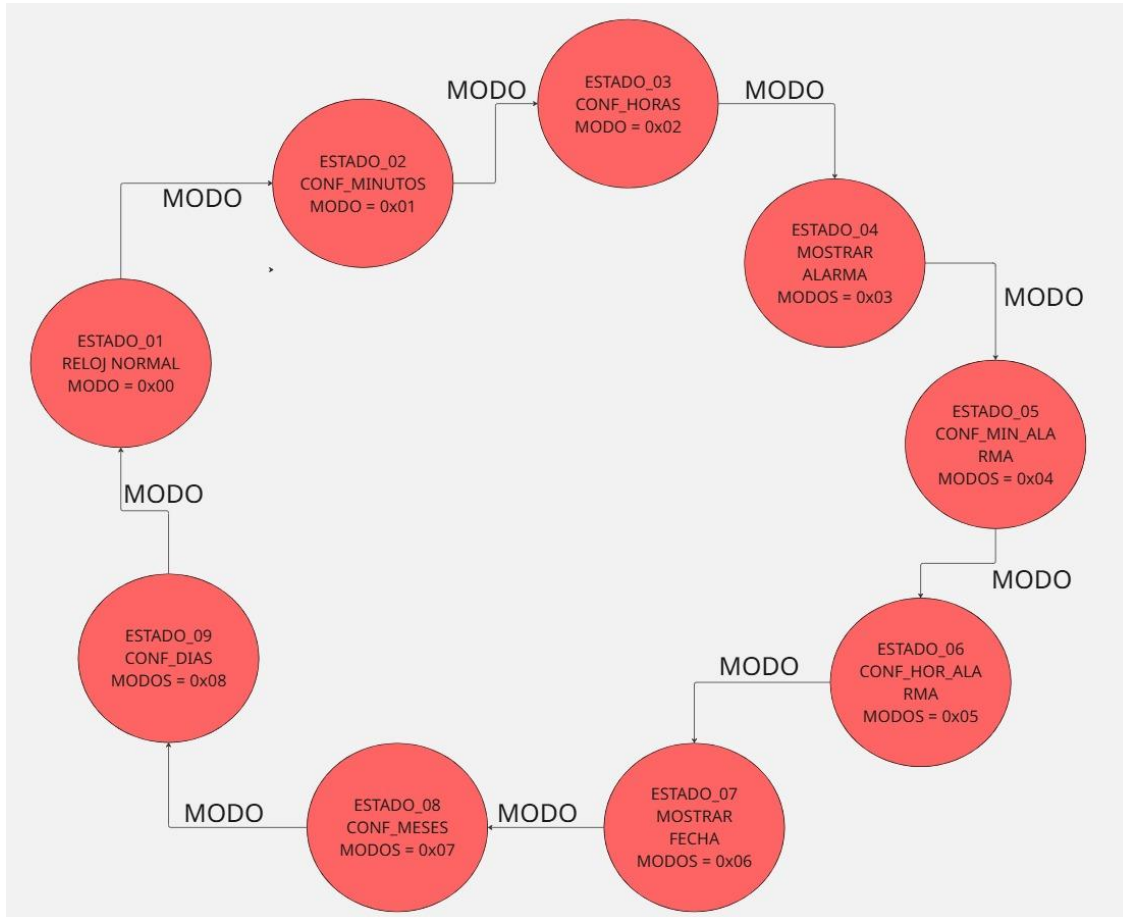 ESTADO_01
RELOJ NORMAL
MODO = 0x00
MODO
ESTADO_02
CONF_MINUTOS
MODO = 0x01
MODO
ESTADO_03
CONF_HORAS
MODO = 0x02
MODO
ESTADO_04
MOSTRAR
ALARMA
MODOS = 0x03
MODO
ESTADO_05
CONF_MIN_ALA
RMA
MODOS = 0x04
MODO
ESTADO_06
CONF_HOR_ALA
RMA
MODOS = 0x05
MODO
ESTADO_07
MOSTRAR
FECHA
MODOS = 0x06
MODO
ESTADO_08
CONF_MESES
MODOS = 0x07
MODO
ESTADO_09
CONF_DIAS
MODOS = 0x08
MODO